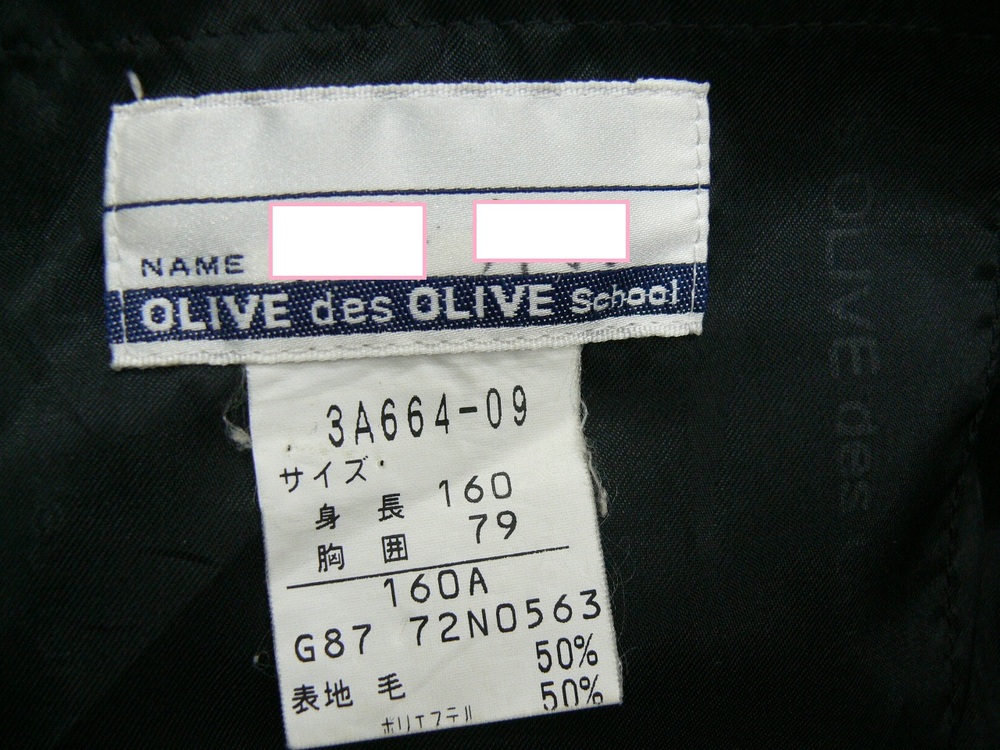 NAME
OLIVE des OLIVE School
3A664-09
サイズ
身 長 160
胸 囲 79
160A
G87 72N0563
表地 毛 50%
ポリエステル 50%
OLIVE des